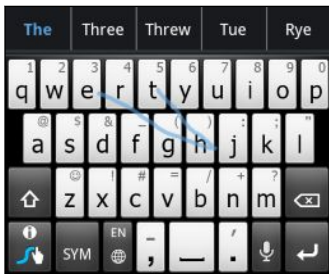 The Three Threw Tue Rye
1 2 3 4 5 6 7 8 9 0
q w e r t y u i o p
@ $ & _ ( ) : ; "
a s d f g h j k l
☺ ! # = / + ?
z x c v b n m
i SYM EN - , . '